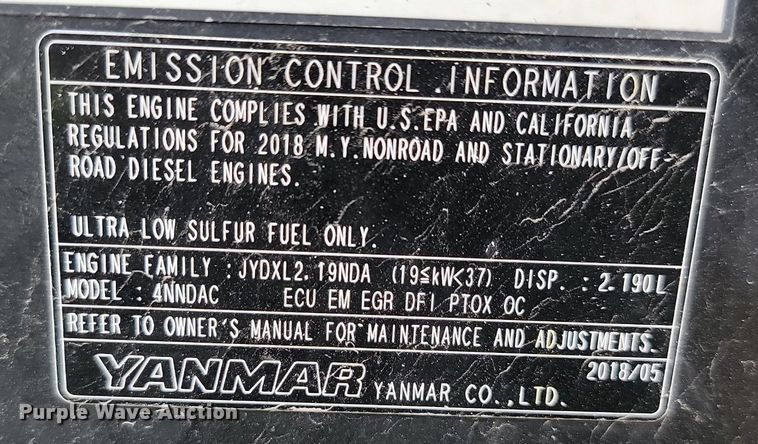 EMISSION CONTROL INFORMATION
THIS ENGINE COMPLIES WITH U.S.EPA AND CALIFORNIA
REGULATIONS FOR 2018 M.Y.NONROAD AND STATIONARY/OFF-
ROAD DIESEL ENGINES.
ULTRA LOW SULFUR FUEL ONLY.
ENGINE FAMILY : JYDXL2.19NDA (19≦kW<37) DISP. : 2.190L
MODEL : 4NNDAC ECU EM EGR DFI PTOX OC
REFER TO OWNER'S MANUAL FOR MAINTENANCE AND ADJUSTMENTS.
2018/05
YANMAR YANMAR CO.,LTD.
Purple Wave Auction